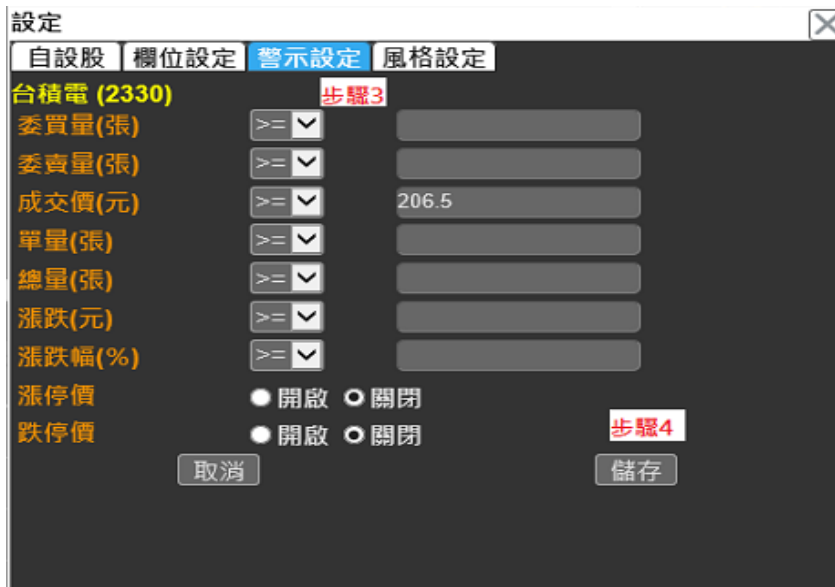 設定
自設股 欄位設定 警示設定 風格設定
台積電 (2330) 步驟3
委買量(張) >=
委賣量(張) >=
成交價(元) >= 206.5
單量(張) >=
總量(張) >=
漲跌(元) >=
漲跌幅(%) >=
漲停價 開啟 關閉
跌停價 開啟 關閉 步驟4
取消 儲存